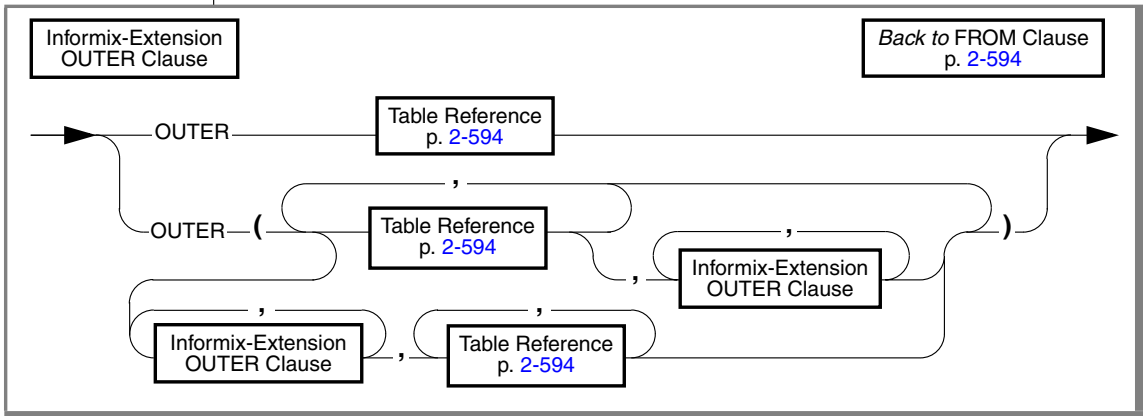 Informix-Extension
OUTER Clause
Back to FROM Clause
p. 2-594
OUTER
Table Reference
p. 2-594
,
OUTER
(
Table Reference
p. 2-594
,
,
Informix-Extension
OUTER Clause
)
,
Informix-Extension
OUTER Clause
,
,
Table Reference
p. 2-594